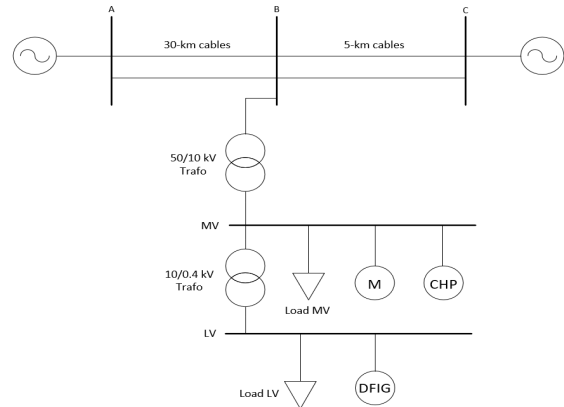 A
B
C
30-km cables
5-km cables
50/10 kV
Trafo
MV
10/0.4 kV
Trafo
Load MV
M
CHP
LV
Load LV
DFIG